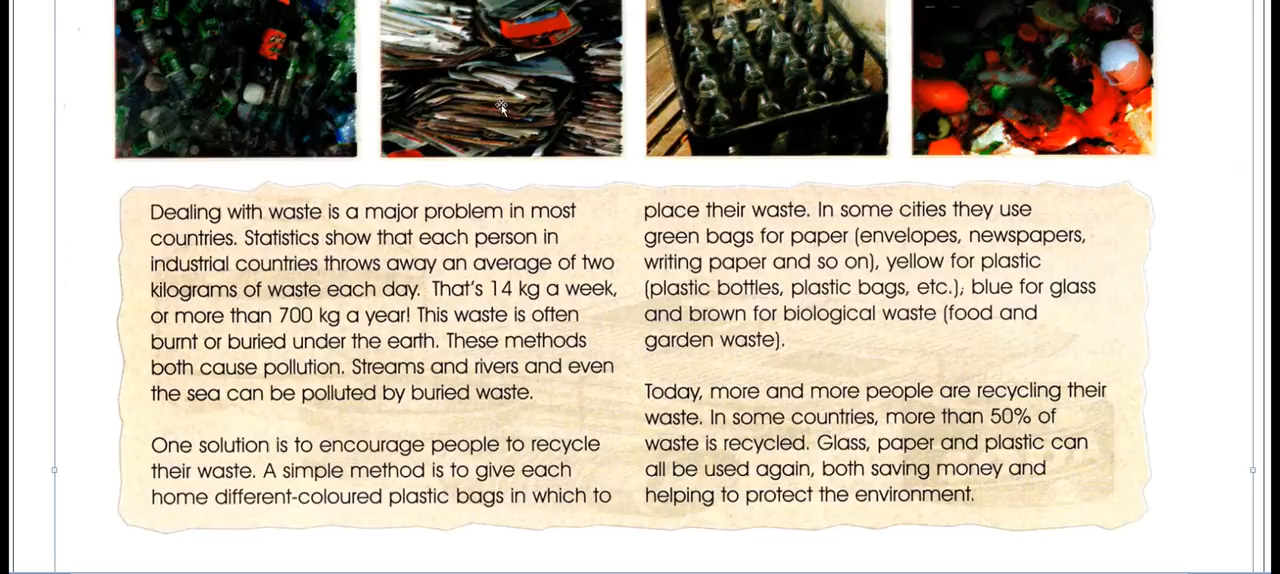 Dealing with waste is a major problem in most
countries. Statistics show that each person in
industrial countries throws away an average of two
kilograms of waste each day. That's 14 kg a week,
or more than 700 kg a year! This waste is often
burnt or buried under the earth. These methods
both cause pollution. Streams and rivers and even
the sea can be polluted by buried waste.
One solution is to encourage people to recycle
their waste. A simple method is to give each
home different-coloured plastic bags in which to
place their waste. In some cities they use
green bags for paper (envelopes, newspapers,
writing paper and so on), yellow for plastic
(plastic bottles, plastic bags, etc.); blue for glass
and brown for biological waste (food and
garden waste).
Today, more and more people are recycling their
waste. In some countries, more than 50% of
waste is recycled. Glass, paper and plastic can
all be used again, both saving money and
helping to protect the environment.